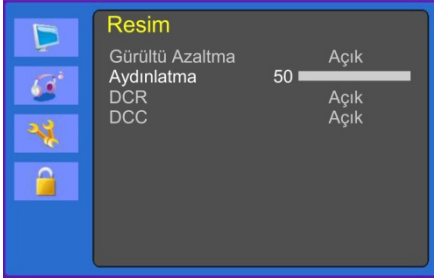 Resim
Gürültü Azaltma Açık
Aydınlatma 50
DCR Açık
DCC Açık